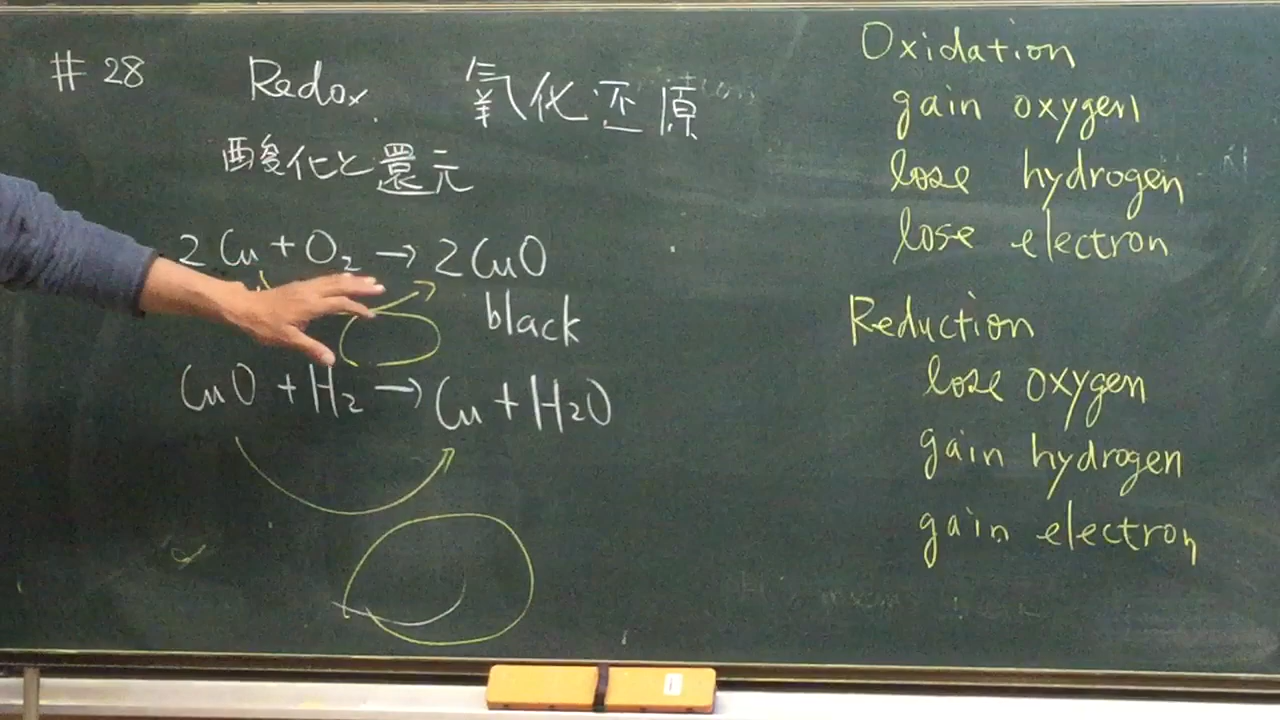 #28 Redox 氧化还原
酸化と還元
2Cu + O₂ → 2CuO
black
CuO + H₂ → Cu + H₂O
Oxidation
gain oxygen
lose hydrogen
lose electron
Reduction
lose oxygen
gain hydrogen
gain electron